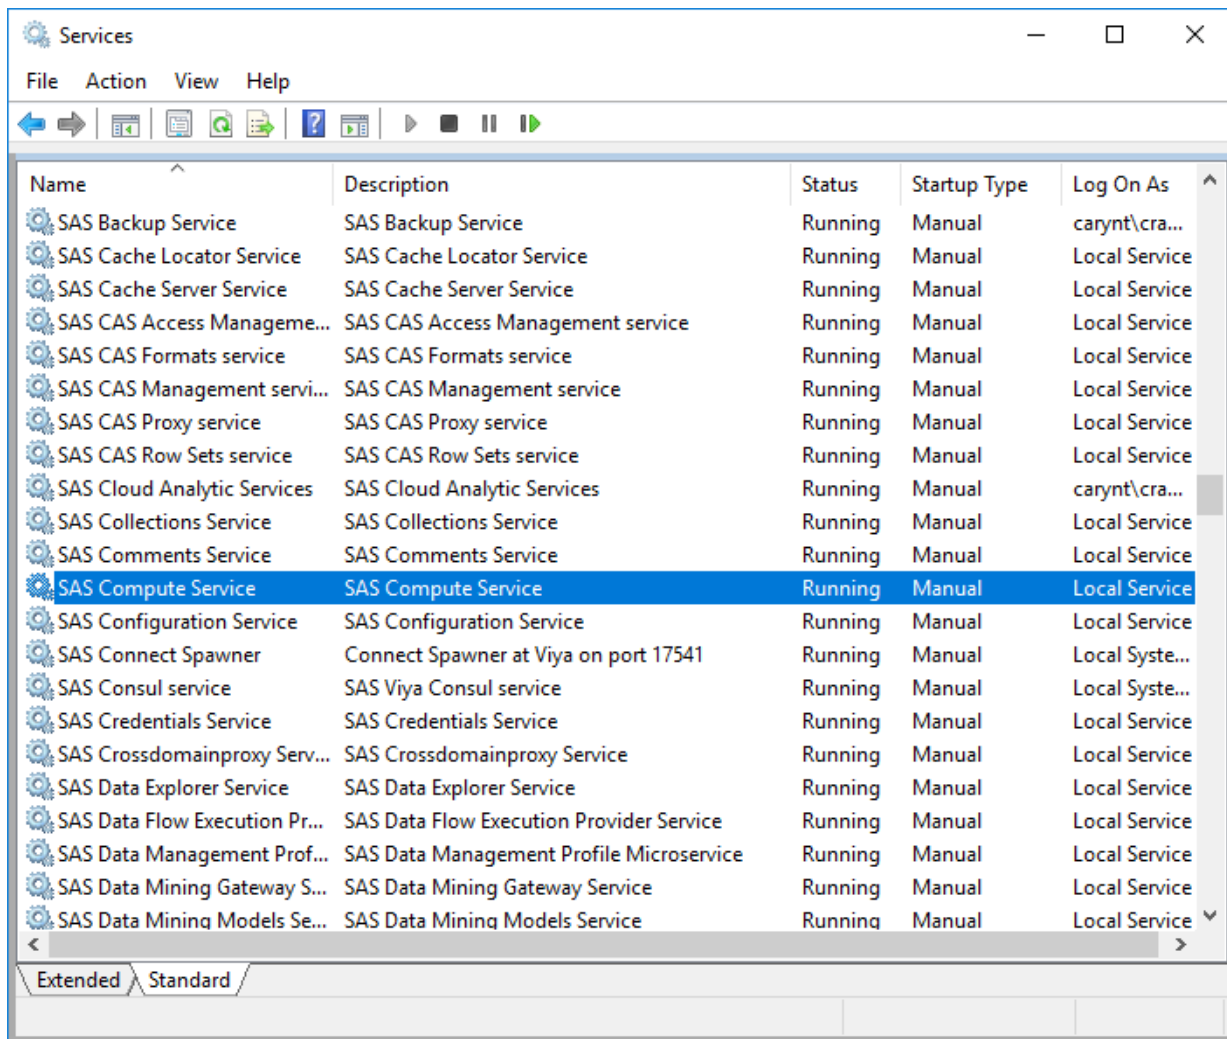 Services
File Action View Help
Name Description Status Startup Type Log On As
SAS Backup Service SAS Backup Service Running Manual carynt\cra...
SAS Cache Locator Service SAS Cache Locator Service Running Manual Local Service
SAS Cache Server Service SAS Cache Server Service Running Manual Local Service
SAS CAS Access Manageme... SAS CAS Access Management service Running Manual Local Service
SAS CAS Formats service SAS CAS Formats service Running Manual Local Service
SAS CAS Management servi... SAS CAS Management service Running Manual Local Service
SAS CAS Proxy service SAS CAS Proxy service Running Manual Local Service
SAS CAS Row Sets service SAS CAS Row Sets service Running Manual Local Service
SAS Cloud Analytic Services SAS Cloud Analytic Services Running Manual carynt\cra...
SAS Collections Service SAS Collections Service Running Manual Local Service
SAS Comments Service SAS Comments Service Running Manual Local Service
SAS Compute Service SAS Compute Service Running Manual Local Service
SAS Configuration Service SAS Configuration Service Running Manual Local Service
SAS Connect Spawner Connect Spawner at Viya on port 17541 Running Manual Local Syste...
SAS Consul service SAS Viya Consul service Running Manual Local Syste...
SAS Credentials Service SAS Credentials Service Running Manual Local Service
SAS Crossdomainproxy Serv... SAS Crossdomainproxy Service Running Manual Local Service
SAS Data Explorer Service SAS Data Explorer Service Running Manual Local Service
SAS Data Flow Execution Pr... SAS Data Flow Execution Provider Service Running Manual Local Service
SAS Data Management Prof... SAS Data Management Profile Microservice Running Manual Local Service
SAS Data Mining Gateway S... SAS Data Mining Gateway Service Running Manual Local Service
SAS Data Mining Models Se... SAS Data Mining Models Service Running Manual Local Service
Extended Standard